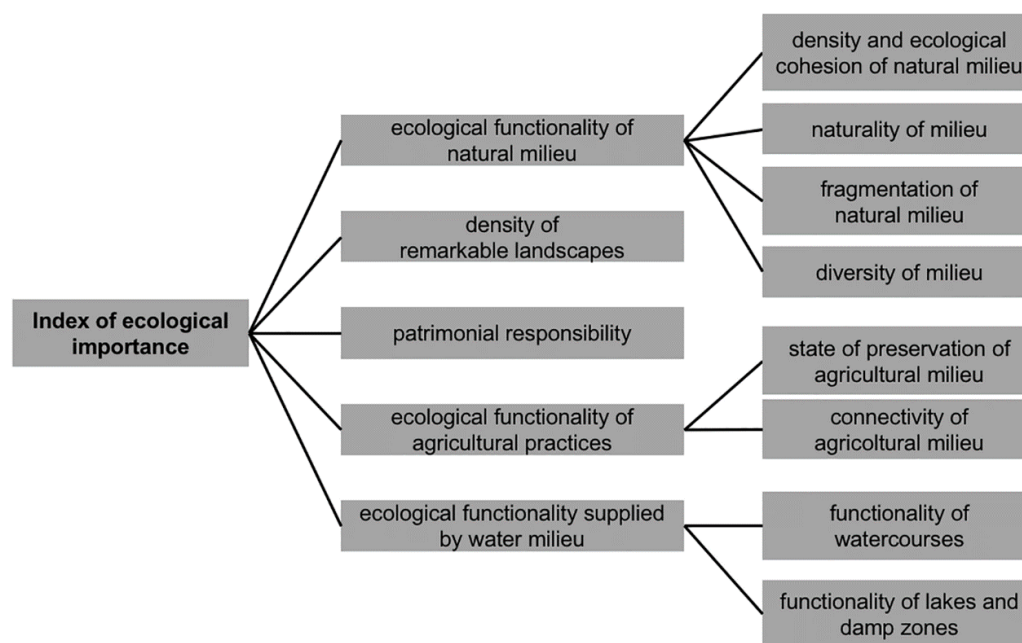 Index of ecological
importance
ecological functionality of
natural milieu
density of
remarkable landscapes
patrimonial responsibility
ecological functionality of
agricultural practices
ecological functionality supplied
by water milieu
density and ecological
cohesion of natural milieu
naturality of milieu
fragmentation of
natural milieu
diversity of milieu
state of preservation of
agricultural milieu
connectivity of
agricoltural milieu
functionality of
watercourses
functionality of lakes and
damp zones